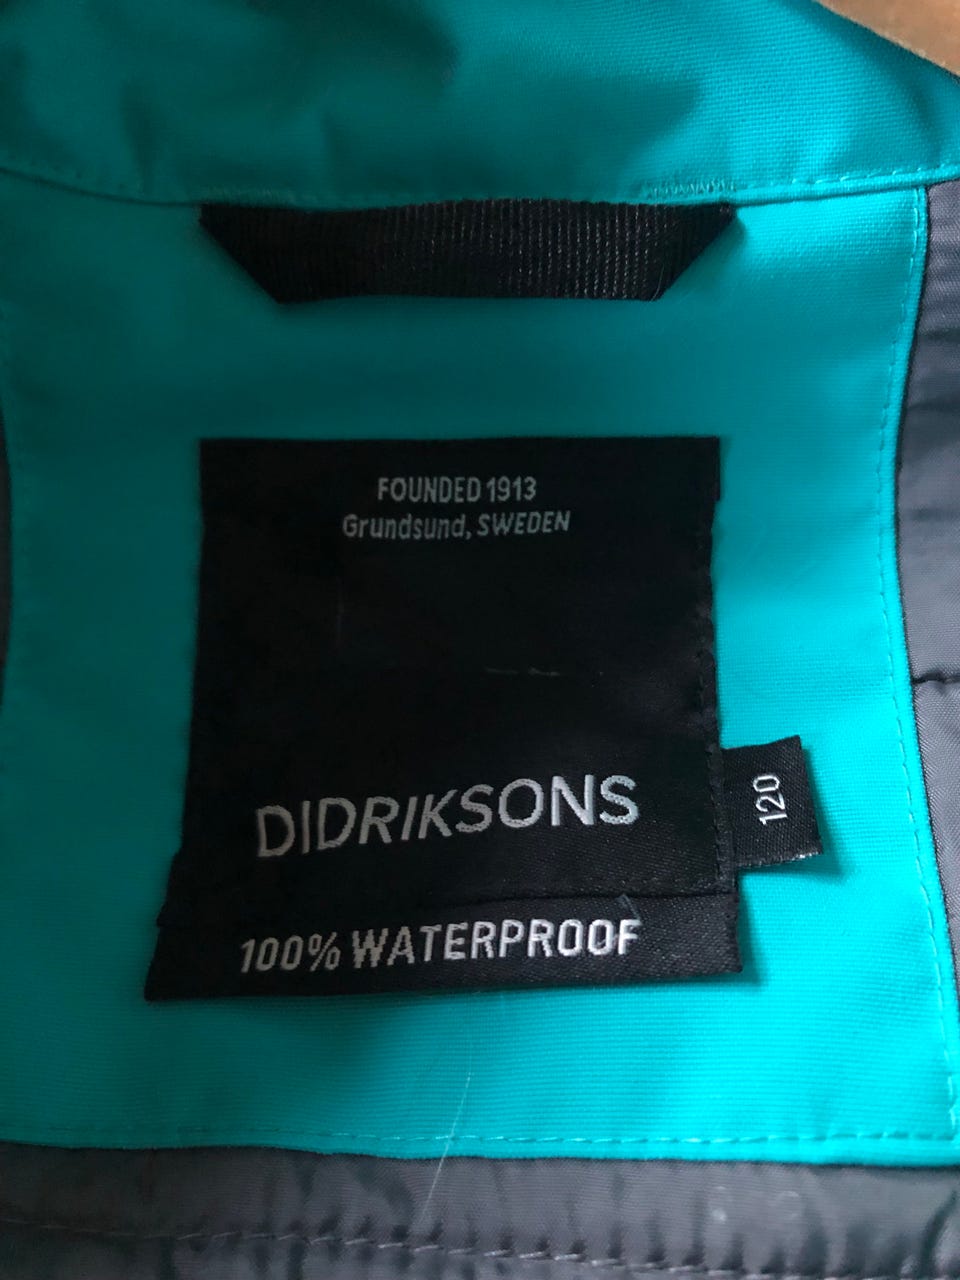 FOUNDED 1913
Grundsund, SWEDEN
DIDRIKSONS
120
100% WATERPROOF